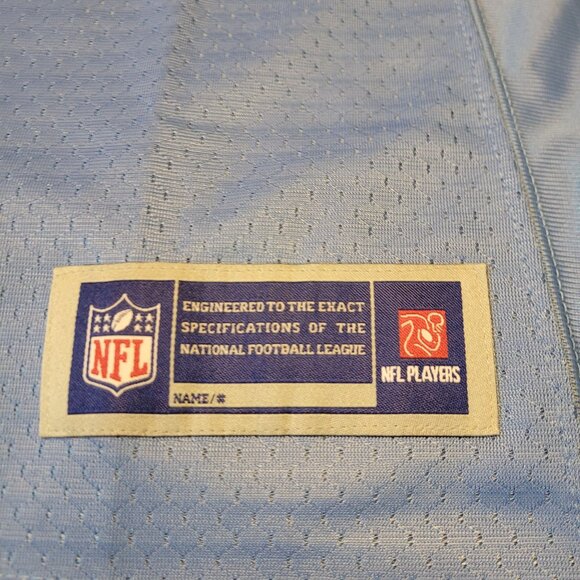 NFL
ENGINEERED TO THE EXACT
SPECIFICATIONS OF THE
NATIONAL FOOTBALL LEAGUE
NAME/#
NFL PLAYERS